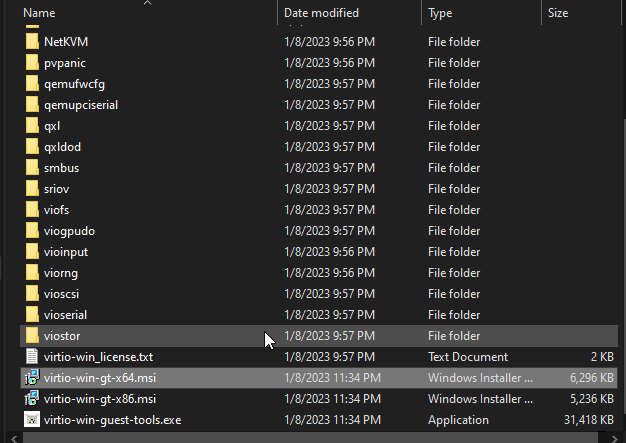 Name Date modified Type Size
NetKVM 1/8/2023 9:56 PM File folder
pvpanic 1/8/2023 9:56 PM File folder
qemufwcfg 1/8/2023 9:57 PM File folder
qemupciserial 1/8/2023 9:57 PM File folder
qxl 1/8/2023 9:57 PM File folder
qxldod 1/8/2023 9:57 PM File folder
smbus 1/8/2023 9:57 PM File folder
sriov 1/8/2023 9:57 PM File folder
viofs 1/8/2023 9:57 PM File folder
viogpudo 1/8/2023 9:57 PM File folder
vioinput 1/8/2023 9:56 PM File folder
viorng 1/8/2023 9:56 PM File folder
vioscsi 1/8/2023 9:57 PM File folder
vioserial 1/8/2023 9:57 PM File folder
viostor 1/8/2023 9:57 PM File folder
virtio-win_license.txt 1/8/2023 9:57 PM Text Document 2 KB
virtio-win-gt-x64.msi 1/8/2023 11:34 PM Windows Installer ... 6,296 KB
virtio-win-gt-x86.msi 1/8/2023 11:34 PM Windows Installer ... 5,236 KB
virtio-win-guest-tools.exe 1/8/2023 11:34 PM Application 31,418 KB